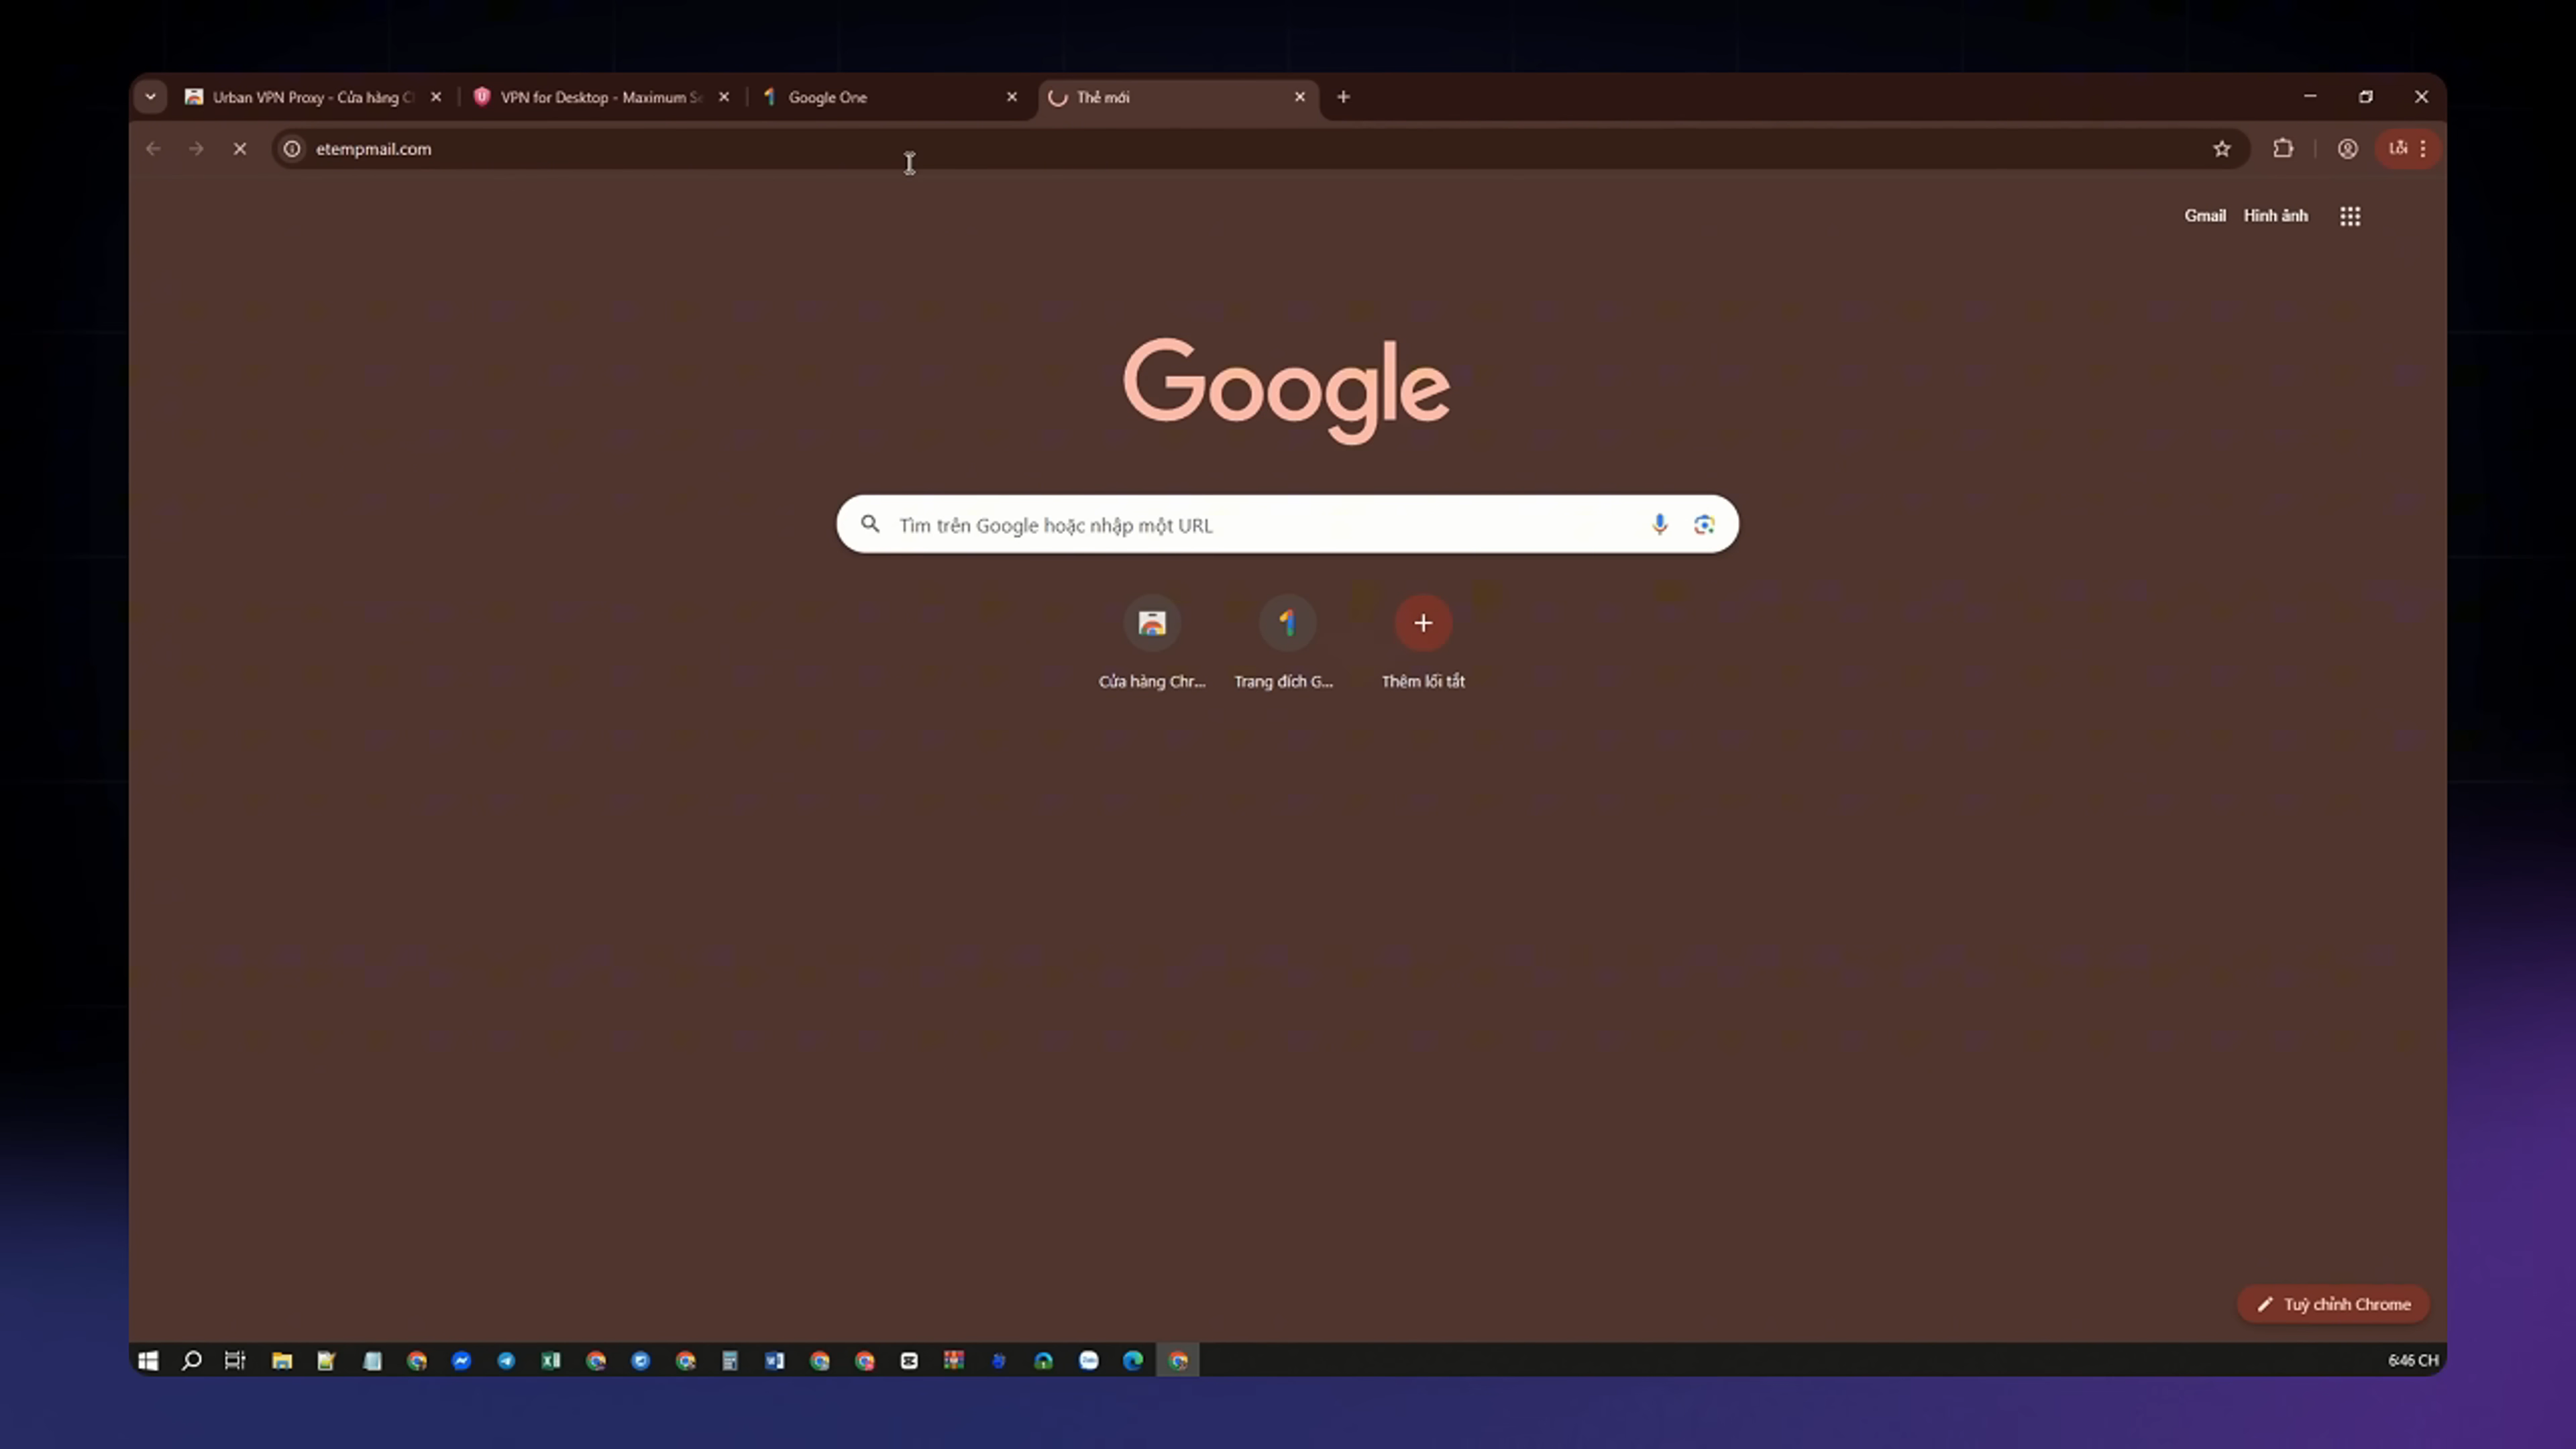 Urban VPN Proxy - Cửa hàng C
VPN for Desktop - Maximum Se
Google One
Thẻ mới
etempmail.com
Lỗi
Gmail Hình ảnh
Google
Tìm trên Google hoặc nhập một URL
Cửa hàng Chr... Trang đích G... Thêm lối tắt
Tuỳ chỉnh Chrome
6:46 CH